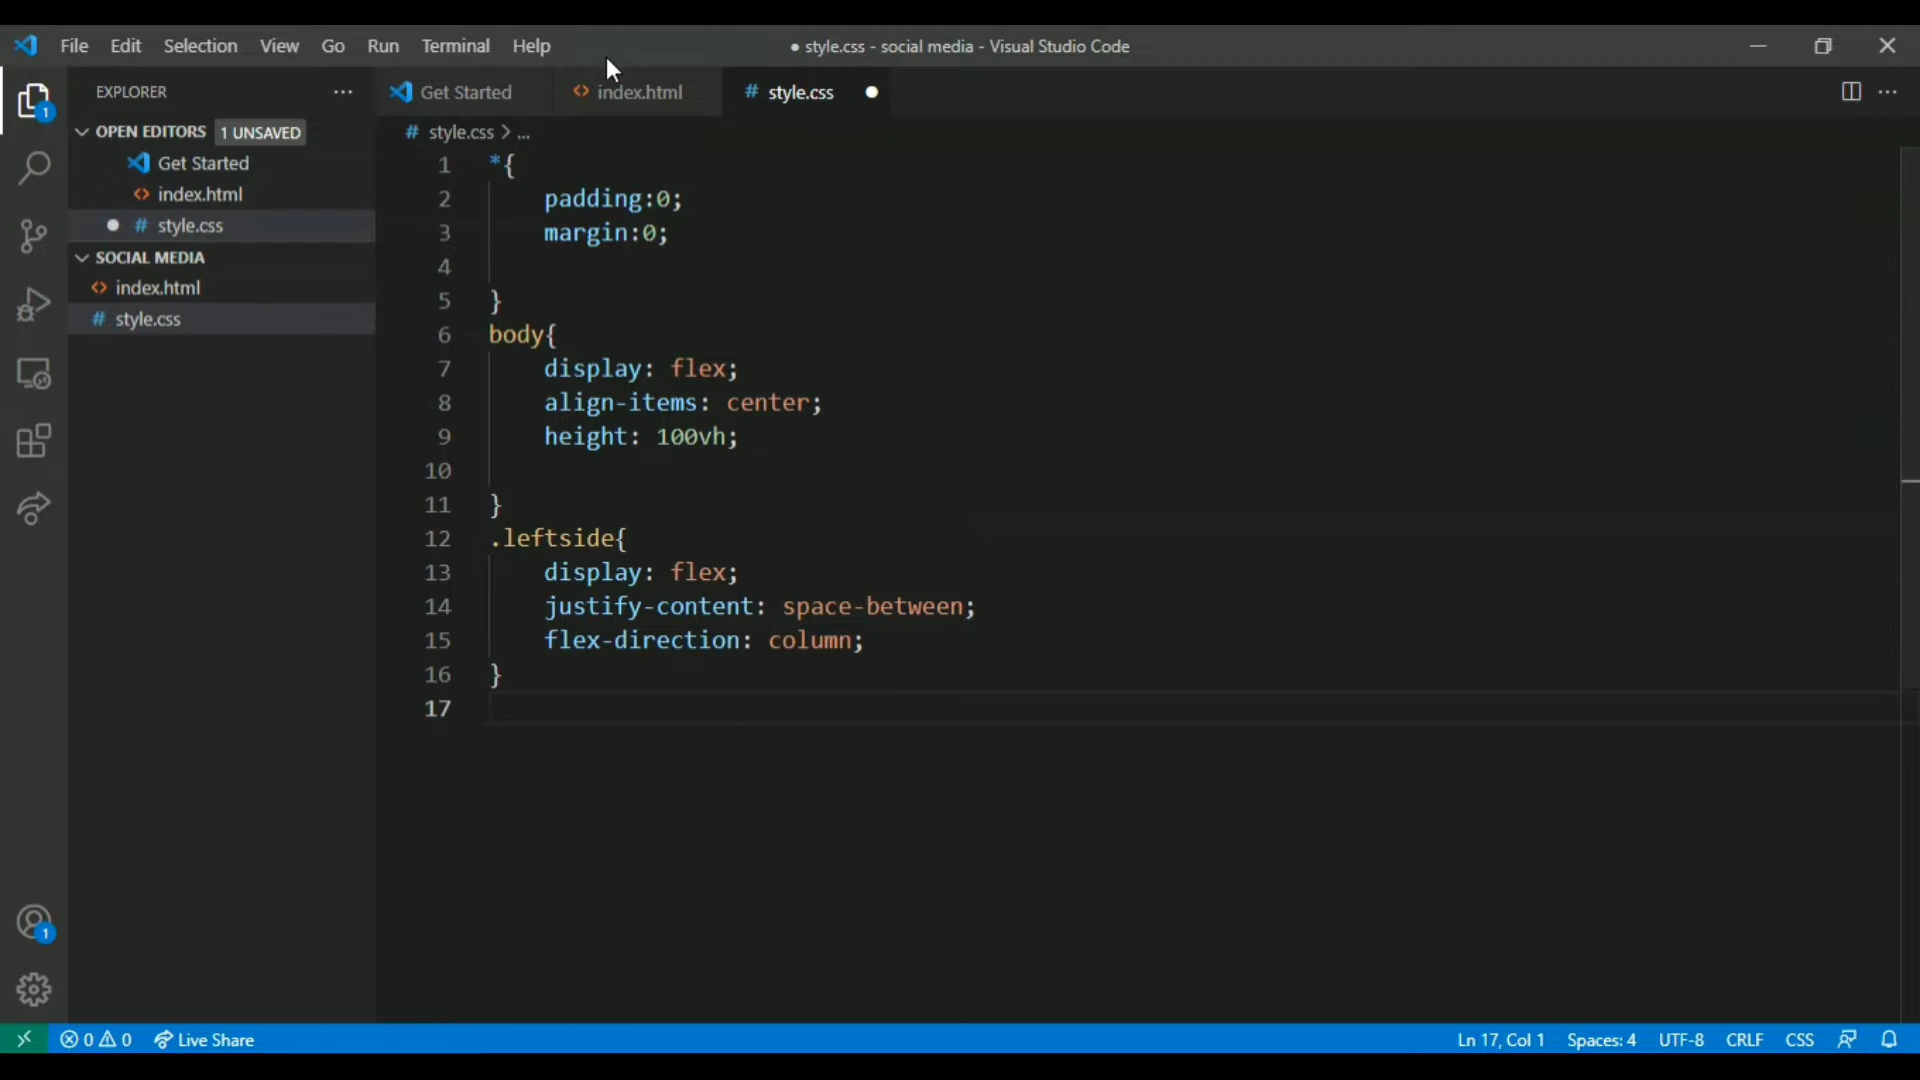 File Edit Selection View Go Run Terminal Help
● style.css - social media - Visual Studio Code
EXPLORER ...
Get Started
index.html
# style.css ●
OPEN EDITORS 1 UNSAVED
Get Started
index.html
● # style.css
SOCIAL MEDIA
index.html
# style.css
# style.css > ...
1 *{
2 padding:0;
3 margin:0;
4
5 }
6 body{
7 display: flex;
8 align-items: center;
9 height: 100vh;
10
11 }
12 .leftside{
13 display: flex;
14 justify-content: space-between;
15 flex-direction: column;
16 }
17
1
1
0 0 Live Share
Ln 17, Col 1 Spaces: 4 UTF-8 CRLF CSS